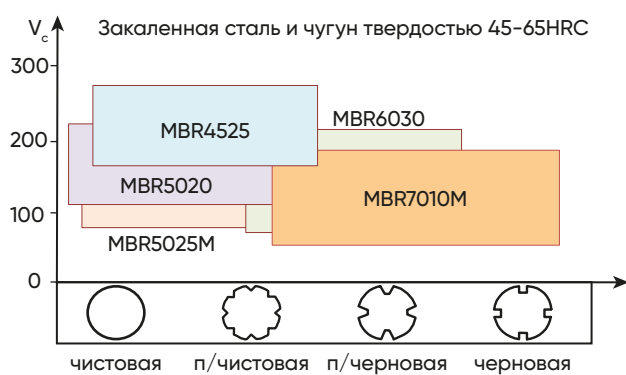 Vc Закаленная сталь и чугун твердостью 45-65HRC
300
MBR6030
MBR4525
200
MBR5020
MBR7010M
100
MBR5025M
0
чистовая п/чистовая п/черновая черновая